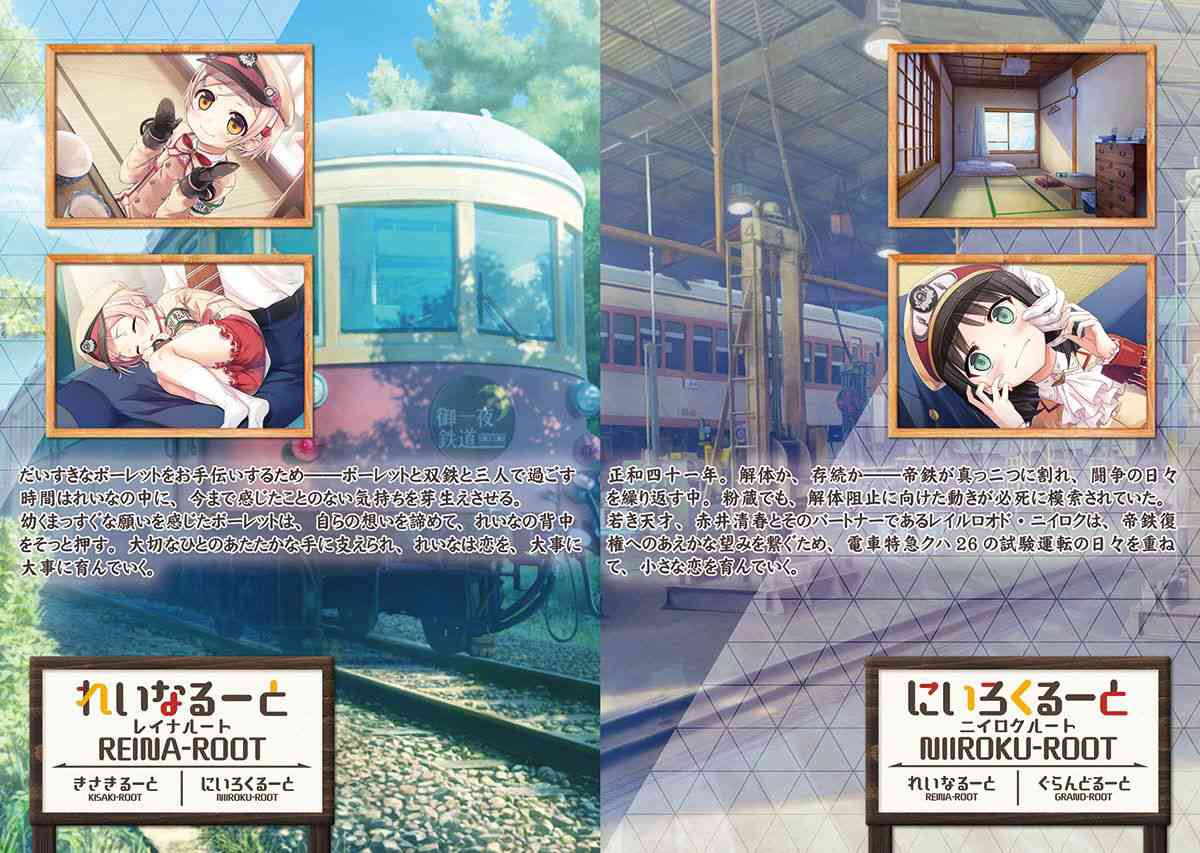 御一夜
鉄道
だいすきなポーレットをお手伝いするため――ポーレットと双鉄と三人で過ごす
時間はれいなの中に、今まで感じたことのない気持ちを芽生えさせる。
幼くまっすぐな願いを感じたポーレットは、自らの想いを諦めて、れいなの背中
をそっと押す。大切なひとのあたたかな手に支えられ、れいなは恋を、大事に
大事に育んでいく。
れいなるーと
レイナルート
REINA-ROOT
きさきるーと
KISAKI-ROOT
にいろくるーと
NIIROKU-ROOT
4 4
正和四十一年。解体か、存続か――帝鉄が真っ二つに割れ、闘争の日々
を繰り返す中。粉蔵でも、解体阻止に向けた動きが必死に模索されていた。
若き天才、赤井清春とそのパートナーであるレイルロオド・ニイロクは、帝鉄復
権へのあえかな望みを繋ぐため、電車特急クハ26の試験運転の日々を重ね
て、小さな恋を育んでいく。
にいろくるーと
ニイロクルート
NIIROKU-ROOT
れいなるーと
REINA-ROOT
ぐらんどるーと
GRAND-ROOT